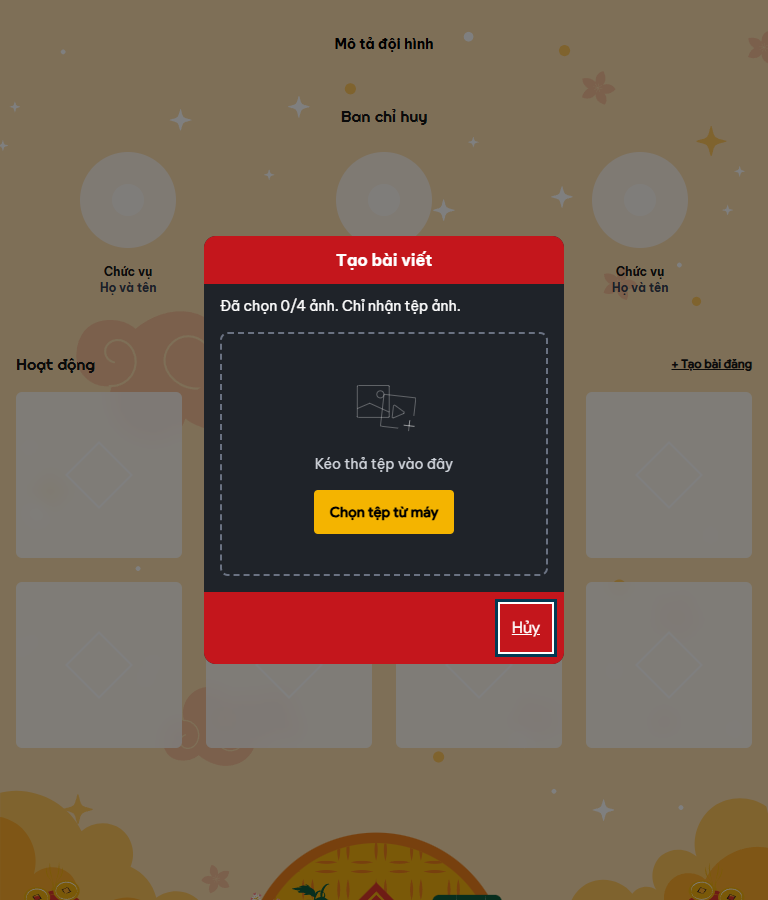 Mô tả đội hình
Ban chỉ huy
Chức vụ
Họ và tên
Chức vụ
Họ và tên
Hoạt động
+ Tạo bài đăng
Tạo bài viết
Đã chọn 0/4 ảnh. Chỉ nhận tệp ảnh.
Kéo thả tệp vào đây
Chọn tệp từ máy
Hủy